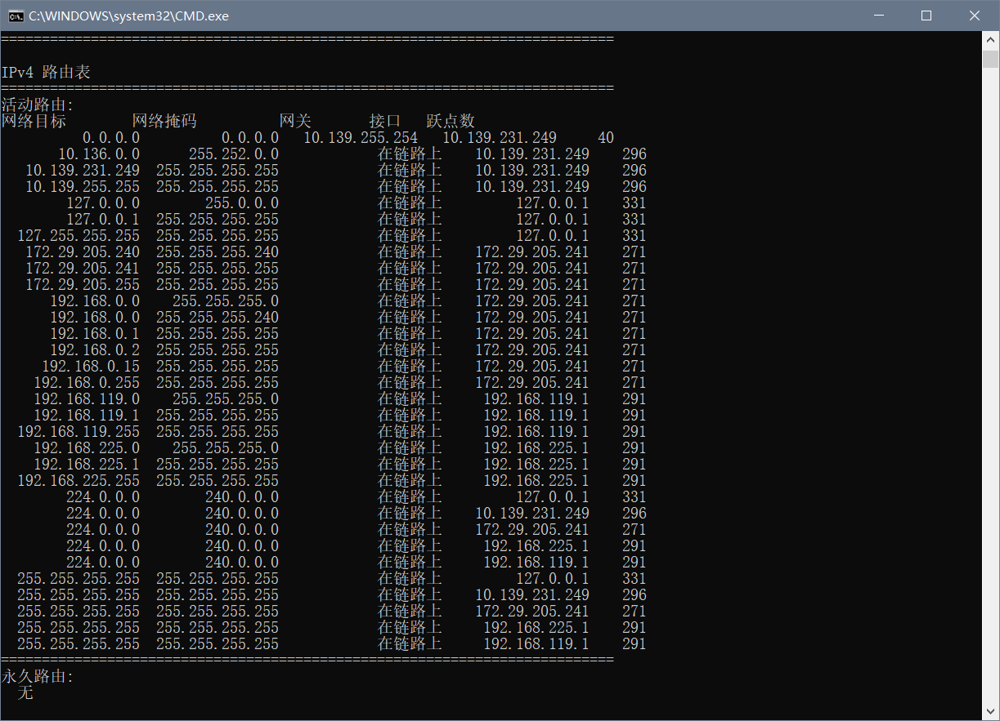 C:\WINDOWS\system32\CMD.exe
===========================================================================
IPv4 路由表
===========================================================================
活动路由:
网络目标 网络掩码 网关 接口 跃点数
0.0.0.0 0.0.0.0 10.139.255.254 10.139.231.249 40
10.136.0.0 255.252.0.0 在链路上 10.139.231.249 296
10.139.231.249 255.255.255.255 在链路上 10.139.231.249 296
10.139.255.255 255.255.255.255 在链路上 10.139.231.249 296
127.0.0.0 255.0.0.0 在链路上 127.0.0.1 331
127.0.0.1 255.255.255.255 在链路上 127.0.0.1 331
127.255.255.255 255.255.255.255 在链路上 127.0.0.1 331
172.29.205.240 255.255.255.240 在链路上 172.29.205.241 271
172.29.205.241 255.255.255.255 在链路上 172.29.205.241 271
172.29.205.255 255.255.255.255 在链路上 172.29.205.241 271
192.168.0.0 255.255.255.0 在链路上 172.29.205.241 271
192.168.0.0 255.255.255.240 在链路上 172.29.205.241 271
192.168.0.1 255.255.255.255 在链路上 172.29.205.241 271
192.168.0.2 255.255.255.255 在链路上 172.29.205.241 271
192.168.0.15 255.255.255.255 在链路上 172.29.205.241 271
192.168.0.255 255.255.255.255 在链路上 172.29.205.241 271
192.168.119.0 255.255.255.0 在链路上 192.168.119.1 291
192.168.119.1 255.255.255.255 在链路上 192.168.119.1 291
192.168.119.255 255.255.255.255 在链路上 192.168.119.1 291
192.168.225.0 255.255.255.0 在链路上 192.168.225.1 291
192.168.225.1 255.255.255.255 在链路上 192.168.225.1 291
192.168.225.255 255.255.255.255 在链路上 192.168.225.1 291
224.0.0.0 240.0.0.0 在链路上 127.0.0.1 331
224.0.0.0 240.0.0.0 在链路上 10.139.231.249 296
224.0.0.0 240.0.0.0 在链路上 172.29.205.241 271
224.0.0.0 240.0.0.0 在链路上 192.168.225.1 291
224.0.0.0 240.0.0.0 在链路上 192.168.119.1 291
255.255.255.255 255.255.255.255 在链路上 127.0.0.1 331
255.255.255.255 255.255.255.255 在链路上 10.139.231.249 296
255.255.255.255 255.255.255.255 在链路上 172.29.205.241 271
255.255.255.255 255.255.255.255 在链路上 192.168.225.1 291
255.255.255.255 255.255.255.255 在链路上 192.168.119.1 291
===========================================================================
永久路由:
无